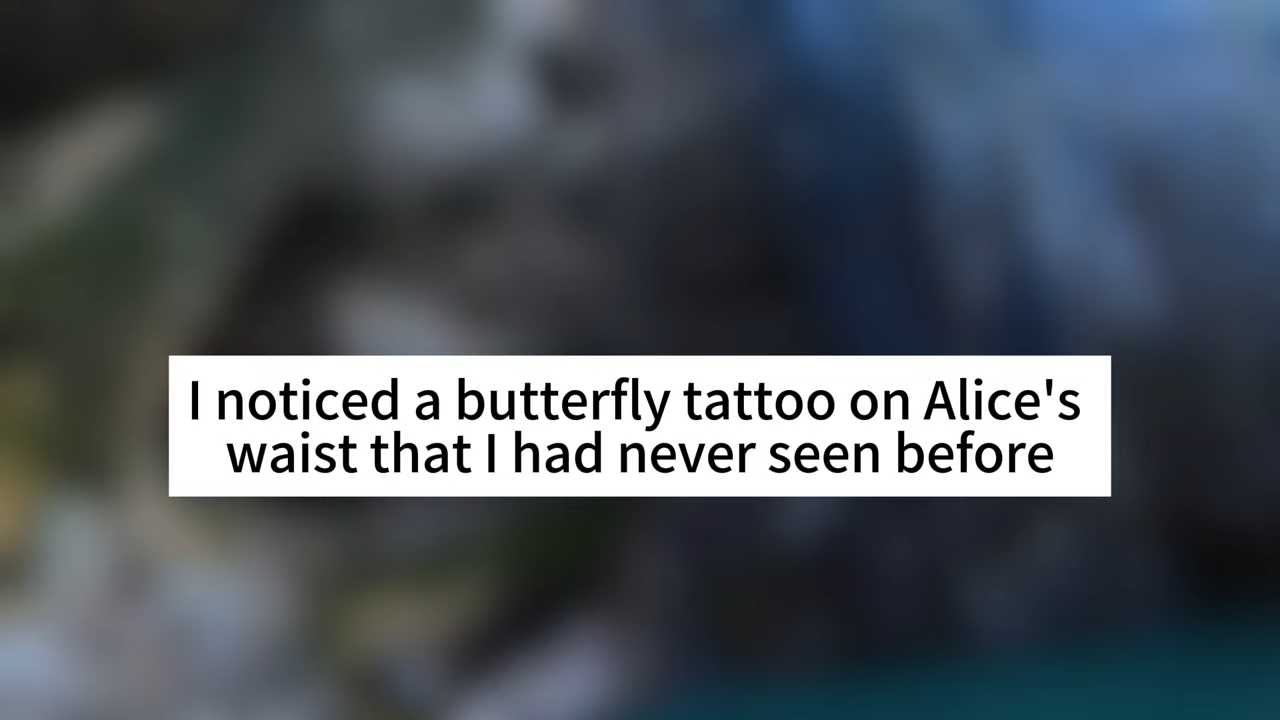 I noticed a butterfly tattoo on Alice's
waist that I had never seen before